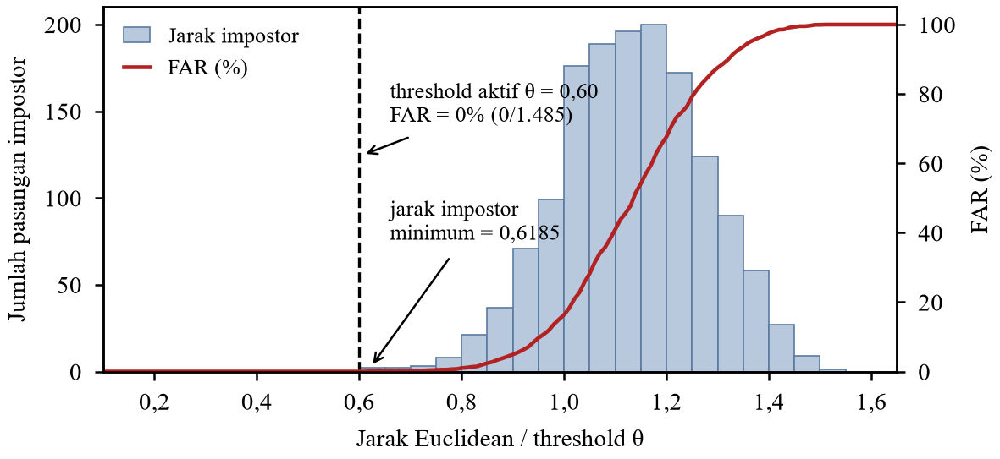 Jarak impostor
FAR (%)
threshold aktif θ = 0,60
FAR = 0% (0/1.485)
jarak impostor
minimum = 0,6185
Jumlah pasangan impostor
200
150
100
50
0
FAR (%)
100
80
60
40
20
0
0,2 0,4 0,6 0,8 1,0 1,2 1,4 1,6
Jarak Euclidean / threshold θ